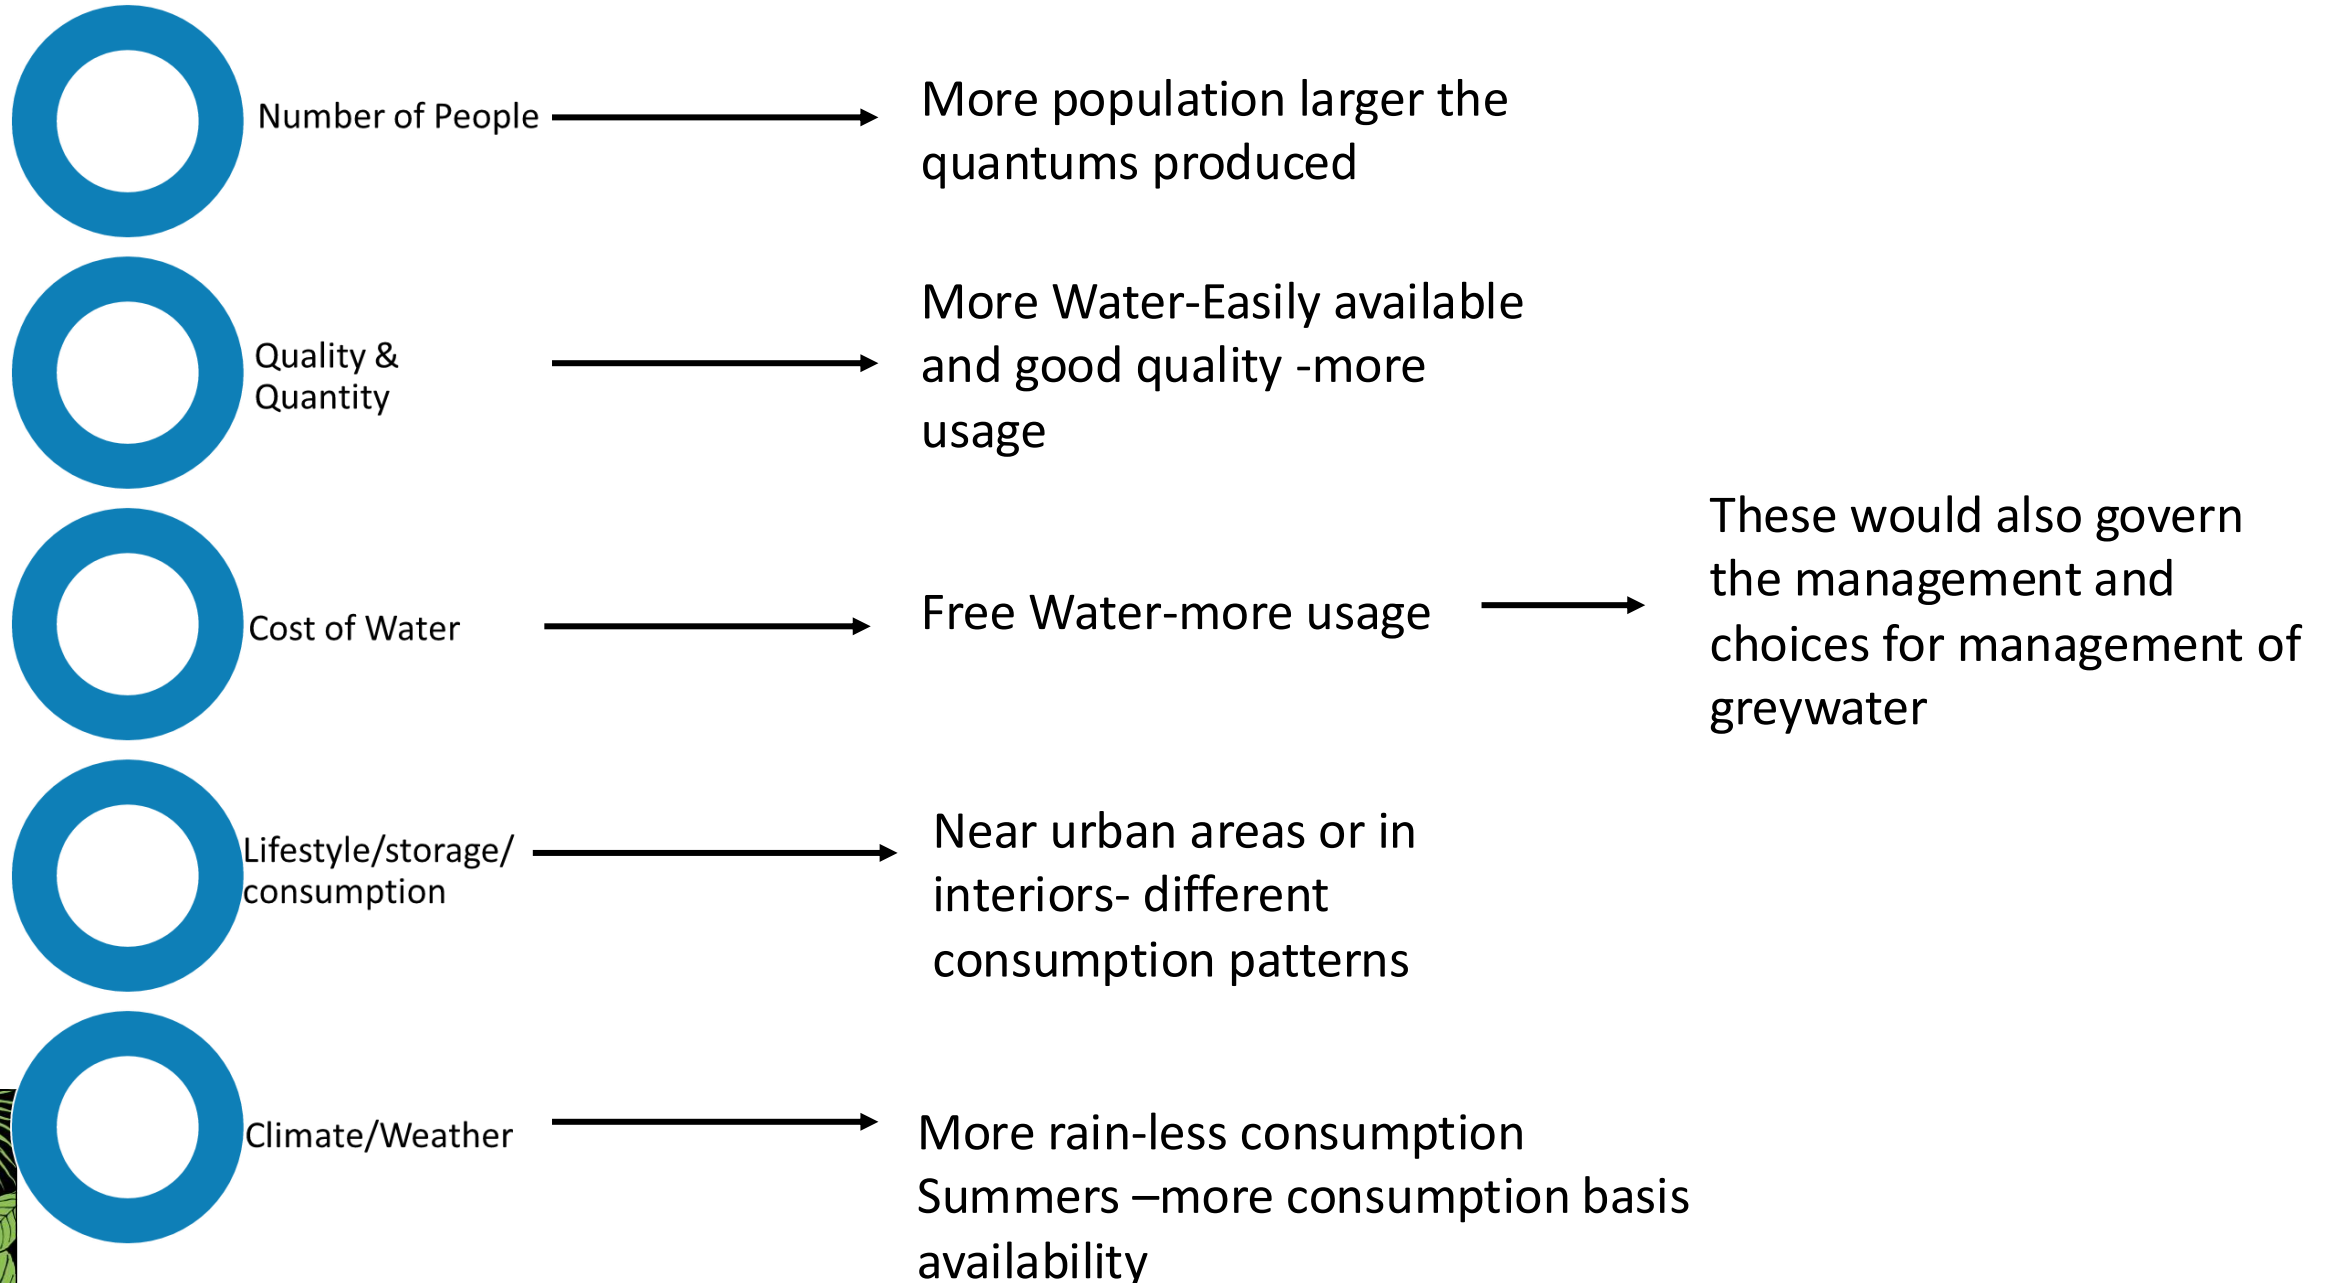 Number of People
More population larger the
quantums produced
Quality &
Quantity
More Water-Easily available
and good quality -more
usage
Cost of Water
Free Water-more usage
These would also govern
the management and
choices for management of
greywater
Lifestyle/storage/
consumption
Near urban areas or in
interiors- different
consumption patterns
Climate/Weather
More rain-less consumption
Summers –more consumption basis
availability